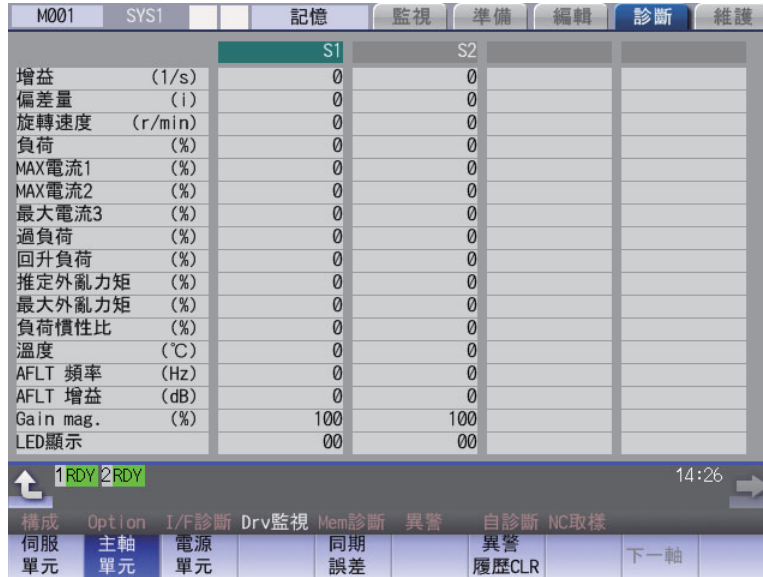 M001 SYS1 記憶 監視 準備 編輯 診斷 維護
S1 S2
增益 (1/s) 0 0
偏差量 (i) 0 0
旋轉速度 (r/min) 0 0
負荷 (%) 0 0
MAX電流1 (%) 0 0
MAX電流2 (%) 0 0
最大電流3 (%) 0 0
過負荷 (%) 0 0
回升負荷 (%) 0 0
推定外亂力矩 (%) 0 0
最大外亂力矩 (%) 0 0
負荷慣性比 (%) 0 0
溫度 (℃) 0 0
AFLT 頻率 (Hz) 0 0
AFLT 增益 (dB) 0 0
Gain mag. (%) 100 100
LED顯示 00 00
1 RDY 2 RDY 14:26
構成 Option I/F診斷 Drv監視 Mem診斷 異警 自診斷 NC取樣
伺服 主軸 電源 同期 異警
單元 單元 單元 誤差 履歷CLR 下一軸